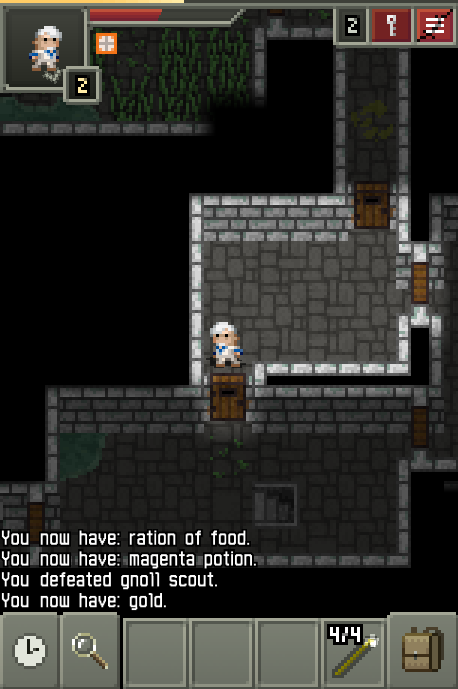 2
2
You now have: ration of food.
You now have: magenta potion.
You defeated gnoll scout.
You now have: gold.
4/4